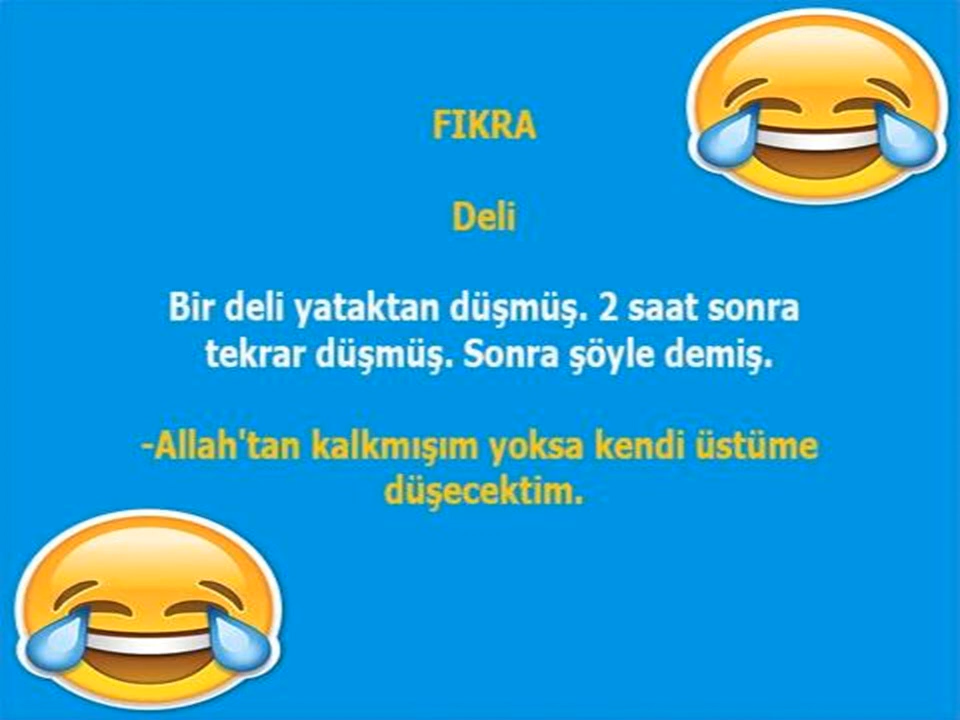 FIKRA
Deli
Bir deli yataktan düşmüş. 2 saat sonra
tekrar düşmüş. Sonra şöyle demiş.
-Allah'tan kalkmışım yoksa kendi üstüme
düşecektim.